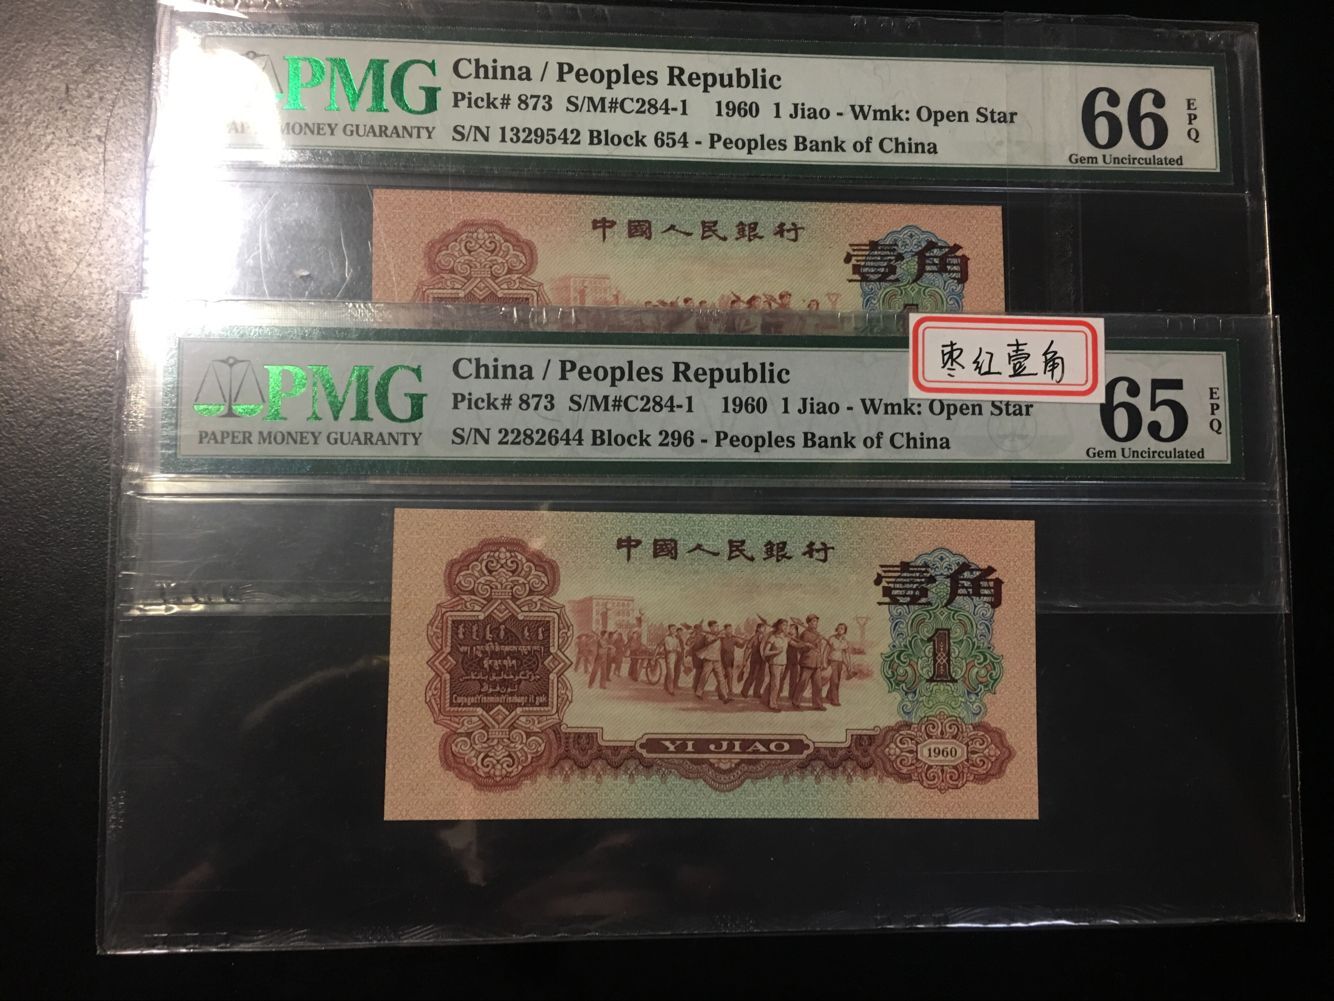 PMG
PAPER MONEY GUARANTY
China / Peoples Republic
Pick# 873 S/M#C284-1 1960 1 Jiao - Wmk: Open Star
S/N 1329542 Block 654 - Peoples Bank of China
66
EPQ
Gem Uncirculated
中國人民銀行
壹角
PMG
PAPER MONEY GUARANTY
China / Peoples Republic
Pick# 873 S/M#C284-1 1960 1 Jiao - Wmk: Open Star
S/N 2282644 Block 296 - Peoples Bank of China
枣红壹角
65
EPQ
Gem Uncirculated
中國人民銀行
壹角
1
YI JIAO
1960